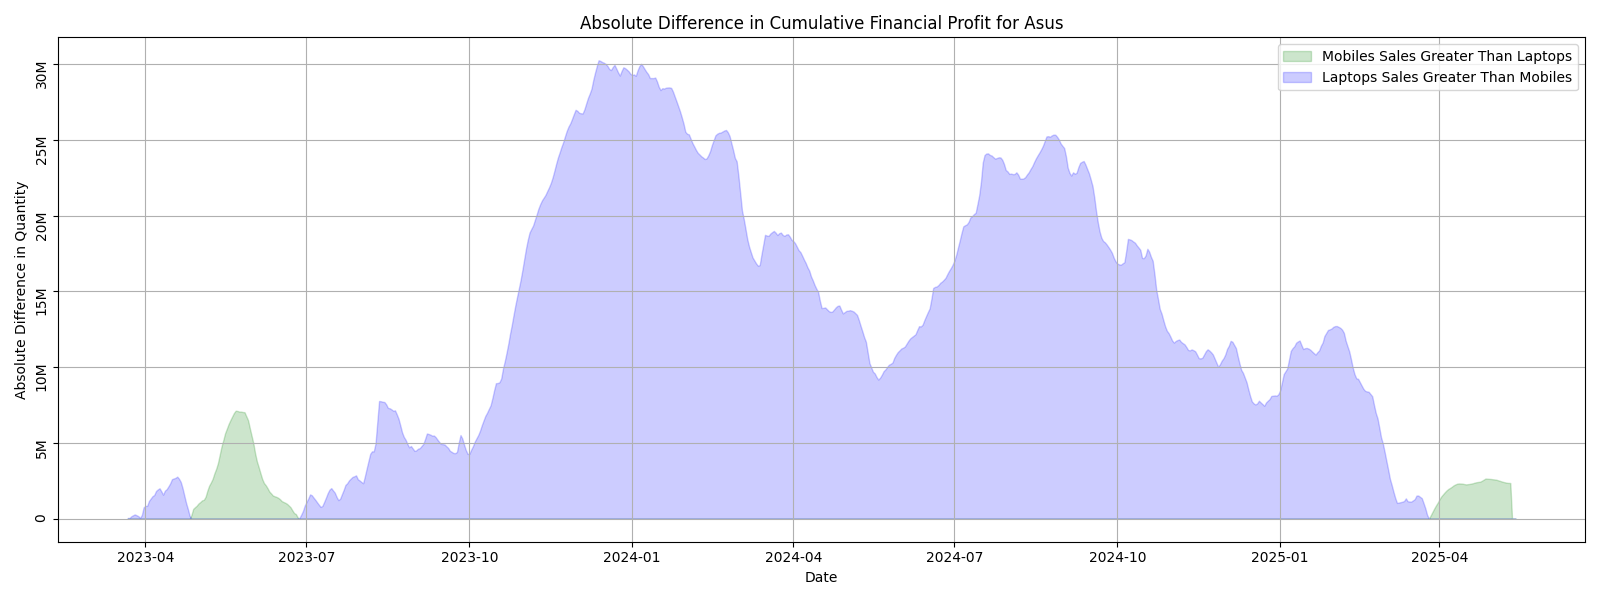 Absolute Difference in Cumulative Financial Profit for Asus
Mobiles Sales Greater Than Laptops
Laptops Sales Greater Than Mobiles
Absolute Difference in Quantity
30M
25M
20M
15M
10M
5M
0
2023-04 2023-07 2023-10 2024-01 2024-04 2024-07 2024-10 2025-01 2025-04
Date